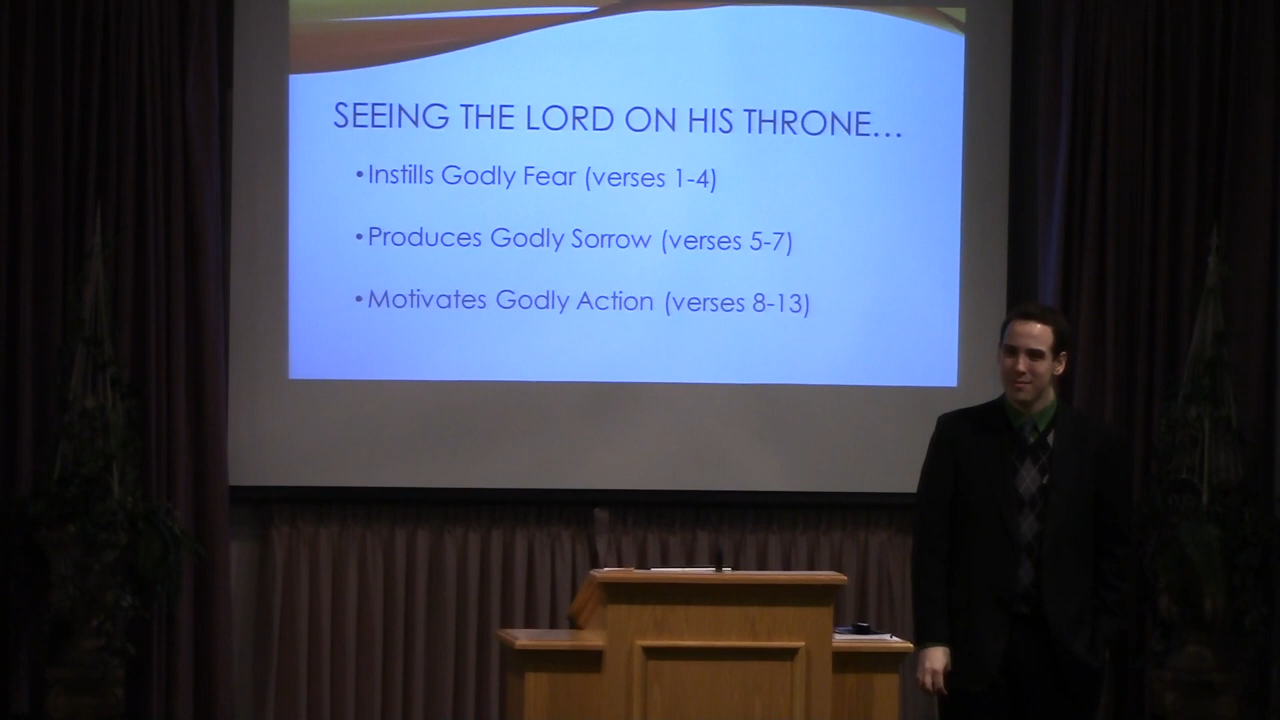 SEEING THE LORD ON HIS THRONE...
•Instills Godly Fear (verses 1-4)
•Produces Godly Sorrow (verses 5-7)
•Motivates Godly Action (verses 8-13)